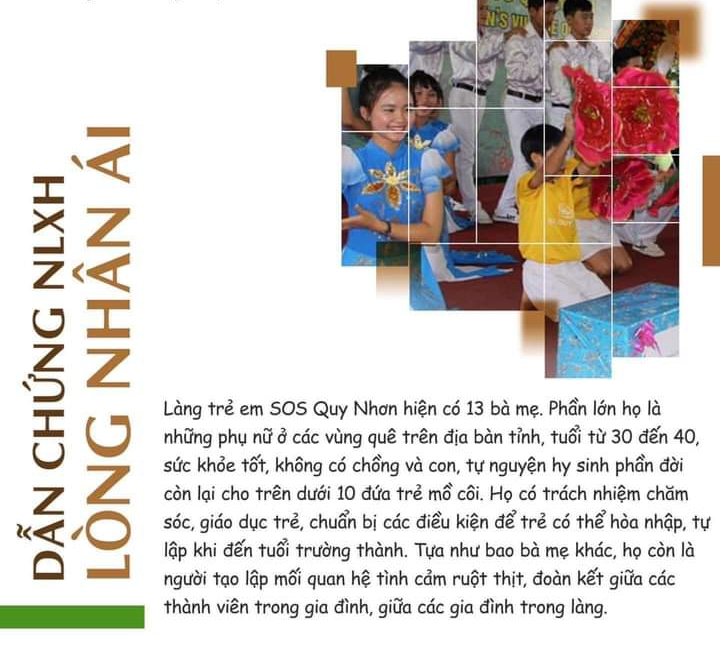 N'S VI
DẪN CHỨNG NLXH
LÒNG NHÂN ÁI
Làng trẻ em SOS Quy Nhơn hiện có 13 bà mẹ. Phần lớn họ là
những phụ nữ ở các vùng quê trên địa bàn tỉnh, tuổi từ 30 đến 40,
sức khỏe tốt, không có chồng và con, tự nguyện hy sinh phần đời
còn lại cho trên dưới 10 đứa trẻ mồ côi. Họ có trách nhiệm chăm
sóc, giáo dục trẻ, chuẩn bị các điều kiện để trẻ có thể hòa nhập, tự
lập khi đến tuổi trường thành. Tựa như bao bà mẹ khác, họ còn là
người tạo lập mối quan hệ tình cảm ruột thịt, đoàn kết giữa các
thành viên trong gia đình, giữa các gia đình trong làng.